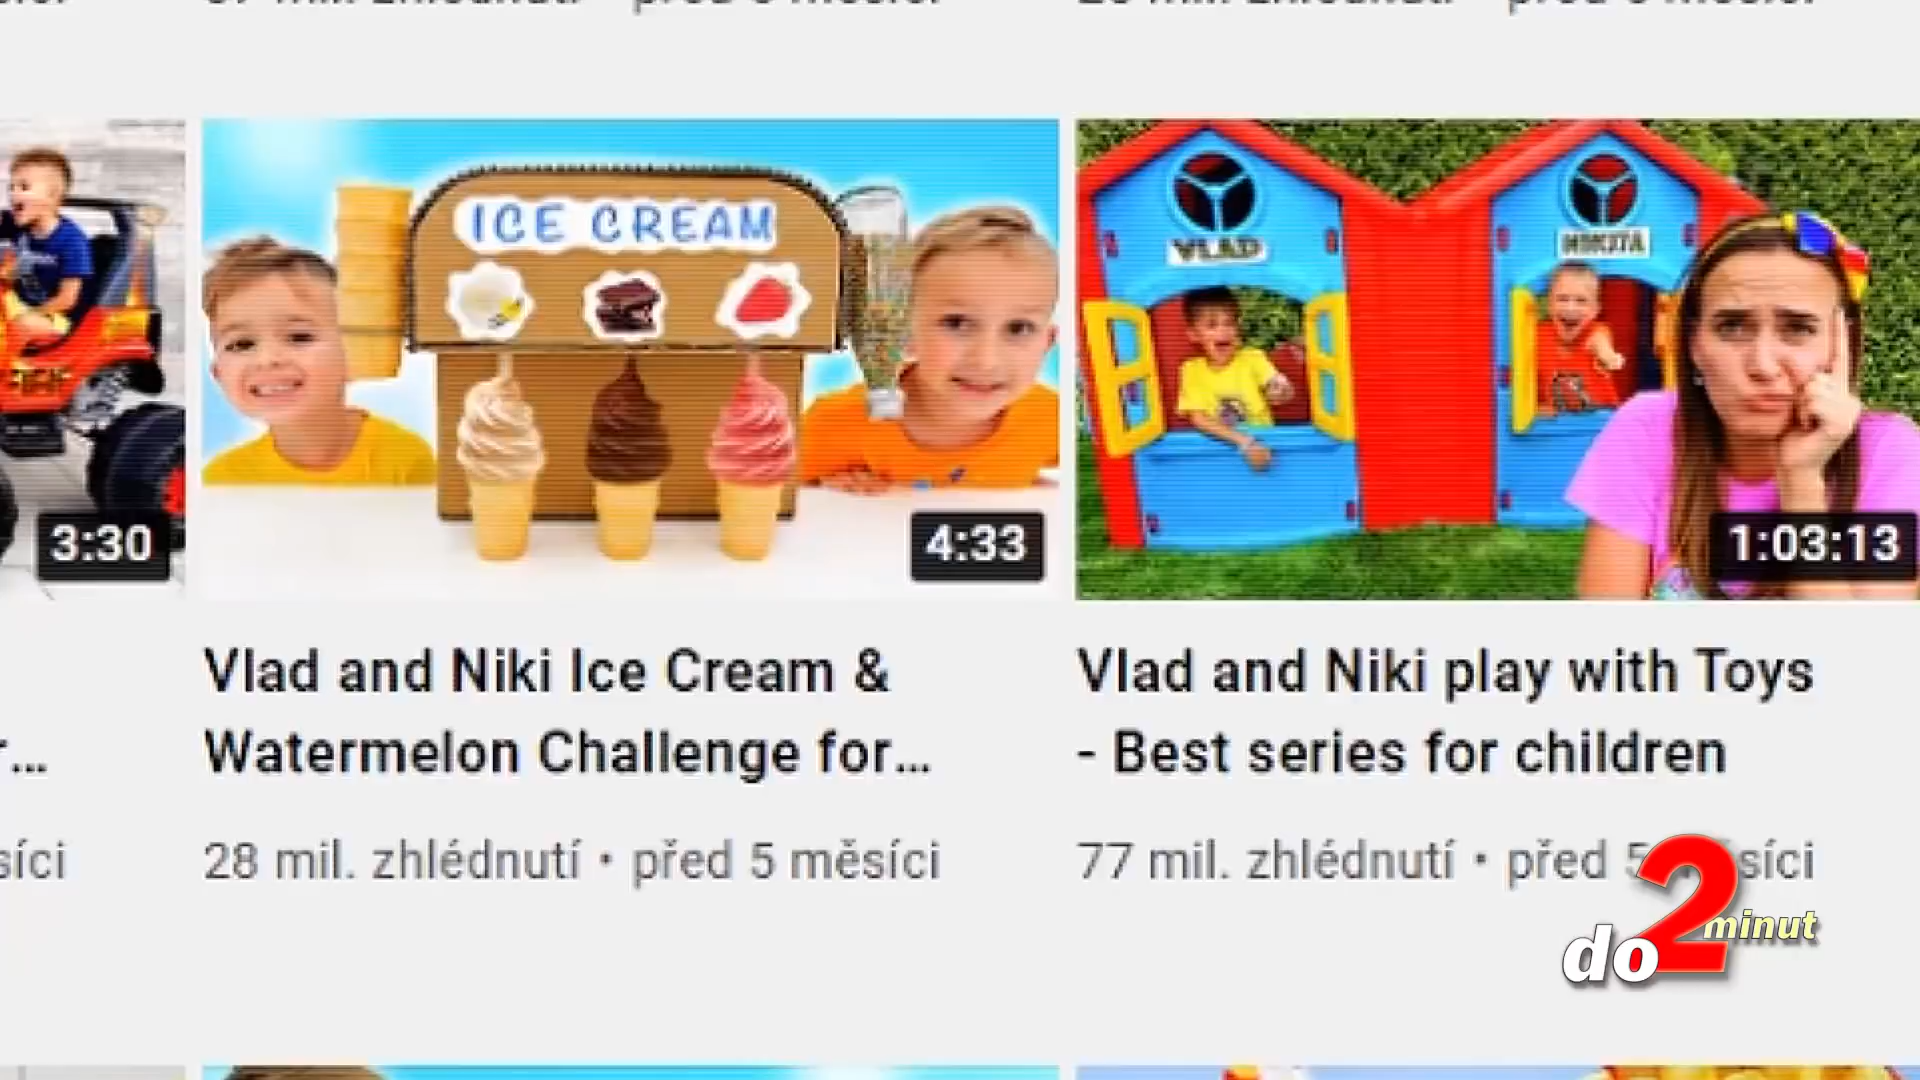 ICE CREAM
VLAD
NIKITA
3:30
4:33
1:03:13
Vlad and Niki Ice Cream &
Watermelon Challenge for...
Vlad and Niki play with Toys
- Best series for children
r...
síci
28 mil. zhlédnutí • před 5 měsíci
77 mil. zhlédnutí • před 5 síci
do 2 minut